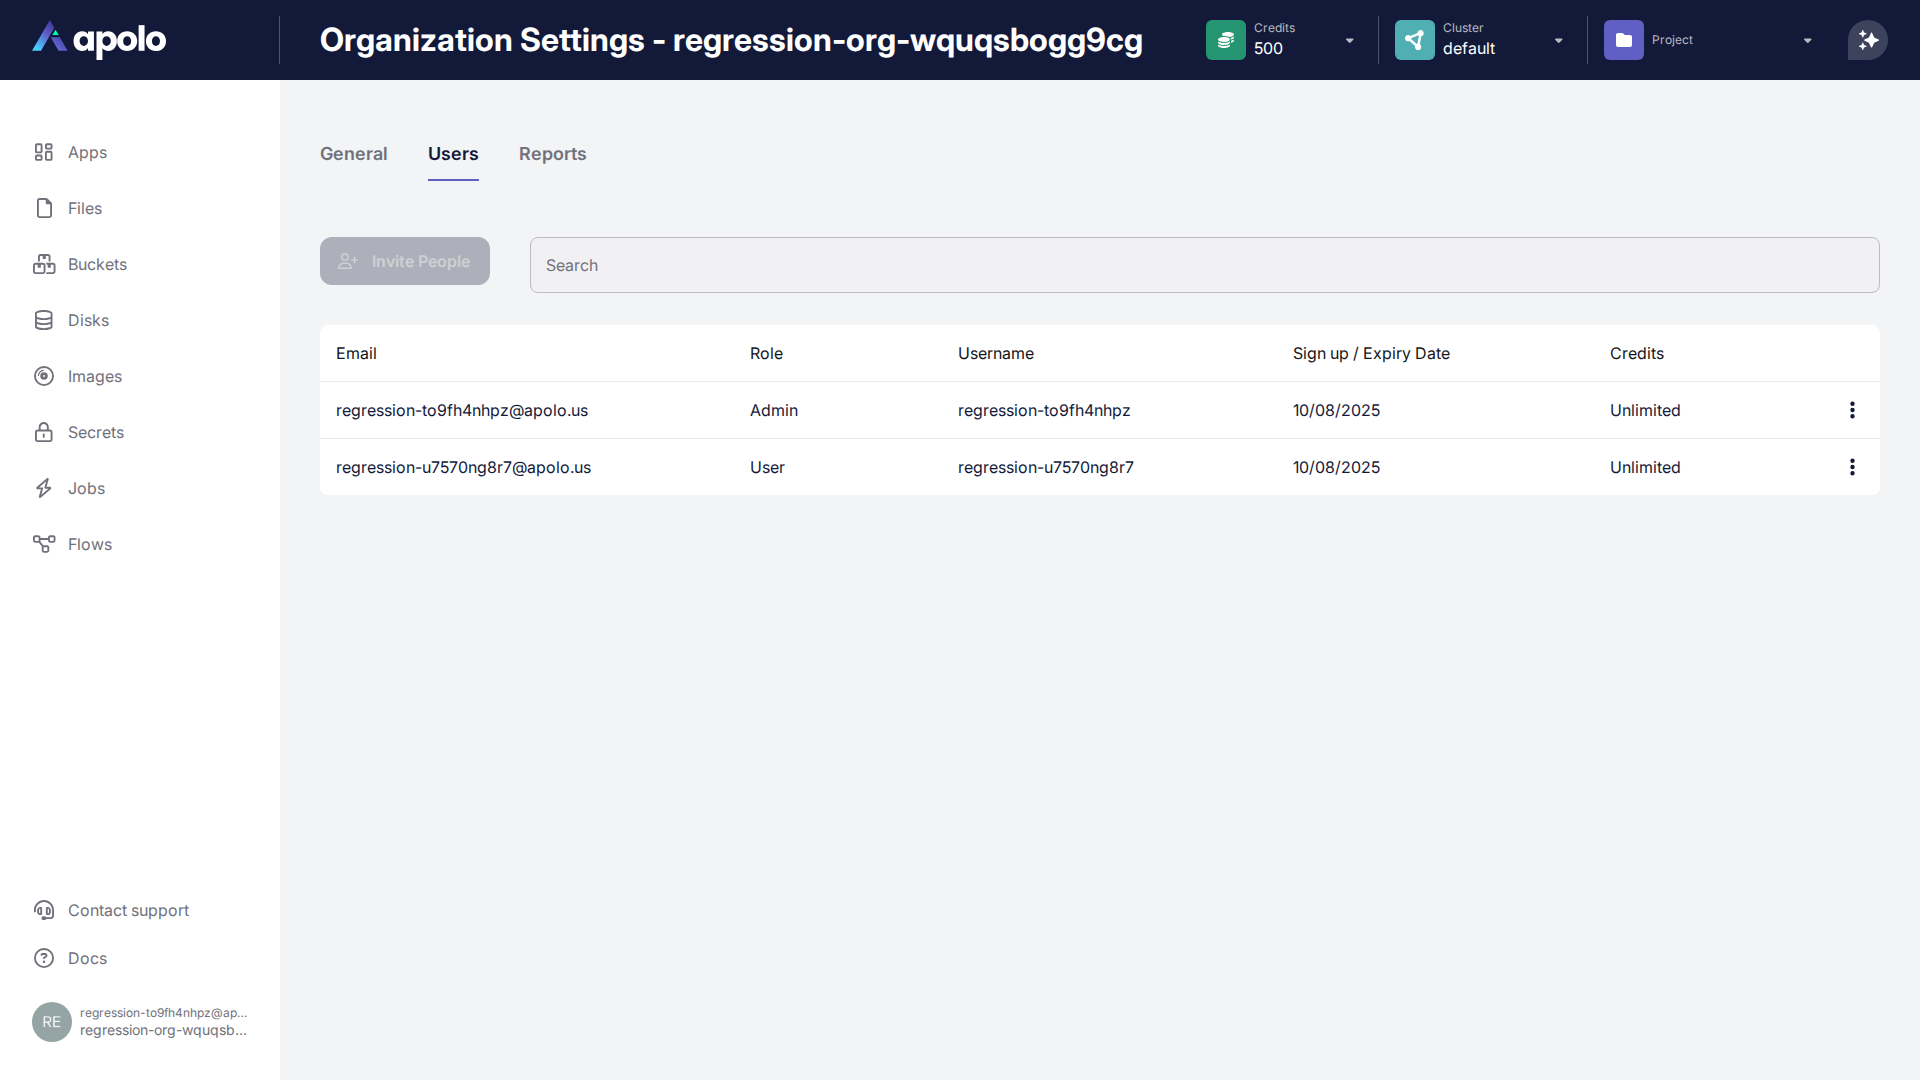 apolo
Organization Settings - regression-org-wquqsbogg9cg
Credits
500
Cluster
default
Project
Apps
Files
Buckets
Disks
Images
Secrets
Jobs
Flows
General Users Reports
Invite People
Search
Email Role Username Sign up / Expiry Date Credits
regression-to9fh4nhpz@apolo.us Admin regression-to9fh4nhpz 10/08/2025 Unlimited
regression-u7570ng8r7@apolo.us User regression-u7570ng8r7 10/08/2025 Unlimited
Contact support
Docs
RE
regression-to9fh4nhpz@ap...
regression-org-wquqsb...